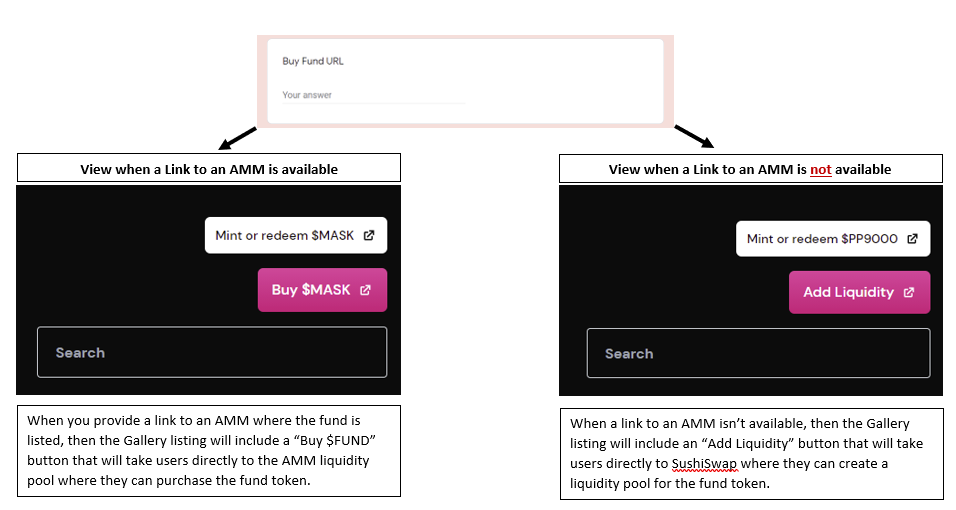 Buy Fund URL
Your answer
View when a Link to an AMM is available
Mint or redeem $MASK
Buy $MASK
Search
When you provide a link to an AMM where the fund is
listed, then the Gallery listing will include a “Buy $FUND”
button that will take users directly to the AMM liquidity
pool where they can purchase the fund token.
View when a Link to an AMM is not available
Mint or redeem $PP9000
Add Liquidity
Search
When a link to an AMM isn’t available, then the Gallery
listing will include an “Add Liquidity” button that will take
users directly to SushiSwap where they can create a
liquidity pool for the fund token.